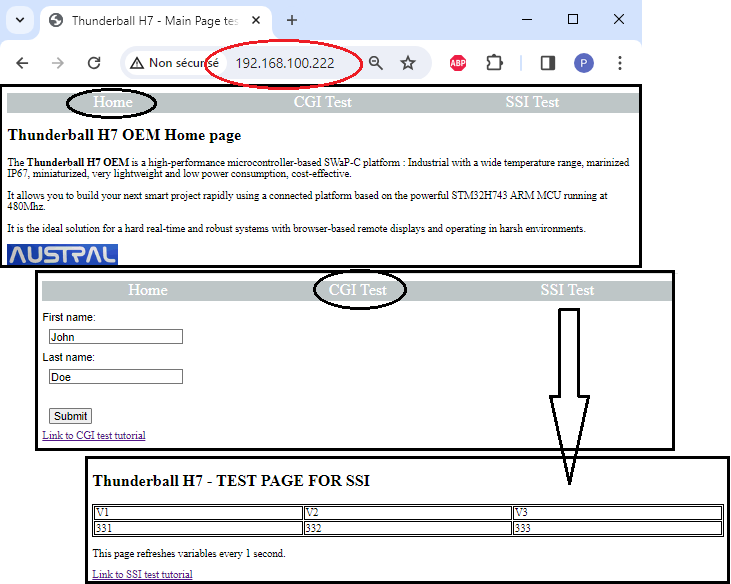 Thunderball H7 - Main Page tes
Non sécurisé 192.168.100.222
ABP
P
Home CGI Test SSI Test
Thunderball H7 OEM Home page
The Thunderball H7 OEM is a high-performance microcontroller-based SWaP-C platform : Industrial with a wide temperature range, marinized
IP67, miniaturized, very lightweight and low power consumption, cost-effective.
It allows you to build your next smart project rapidly using a connected platform based on the powerful STM32H743 ARM MCU running at
480Mhz.
It is the ideal solution for a hard real-time and robust systems with browser-based remote displays and operating in harsh environments.
AUSTRAL
Home CGI Test SSI Test
First name:
John
Last name:
Doe
Submit
Link to CGI test tutorial
Thunderball H7 - TEST PAGE FOR SSI
V1 V2 V3
331 332 333
This page refreshes variables every 1 second.
Link to SSI test tutorial